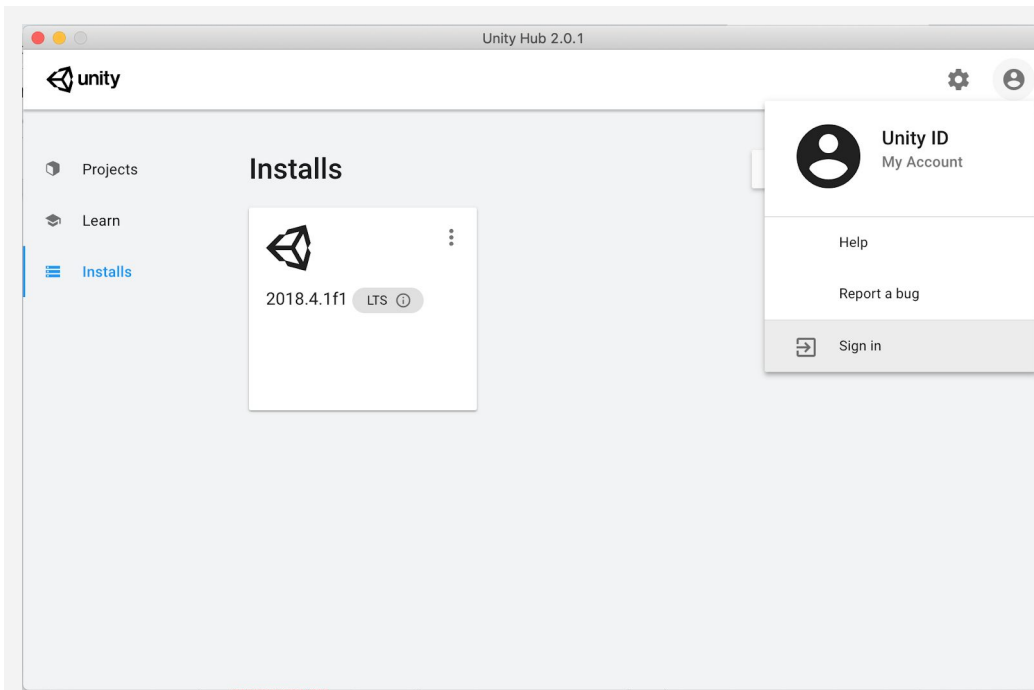 Unity Hub 2.0.1
unity
Projects
Learn
Installs
Installs
2018.4.1f1 LTS
Unity ID
My Account
Help
Report a bug
Sign in